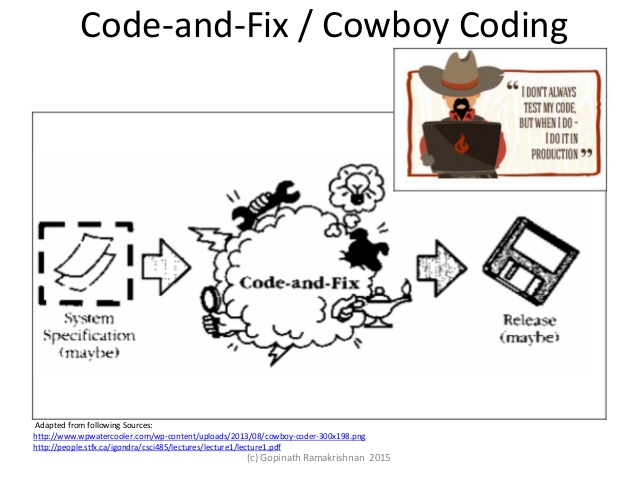 Code-and-Fix / Cowboy Coding
“ I DON'T ALWAYS
TEST MY CODE,
BUT WHEN I DO -
I DO IT IN
PRODUCTION ”
Code-and-Fix
System
Specification
(maybe)
Release
(maybe)
Adapted from following Sources:
http://www.wpwatercooler.com/wp-content/uploads/2013/08/cowboy-coder-300x198.png
http://people.stfx.ca/igondra/csci485/lectures/lecture1/lecture1.pdf
(c) Gopinath Ramakrishnan 2015